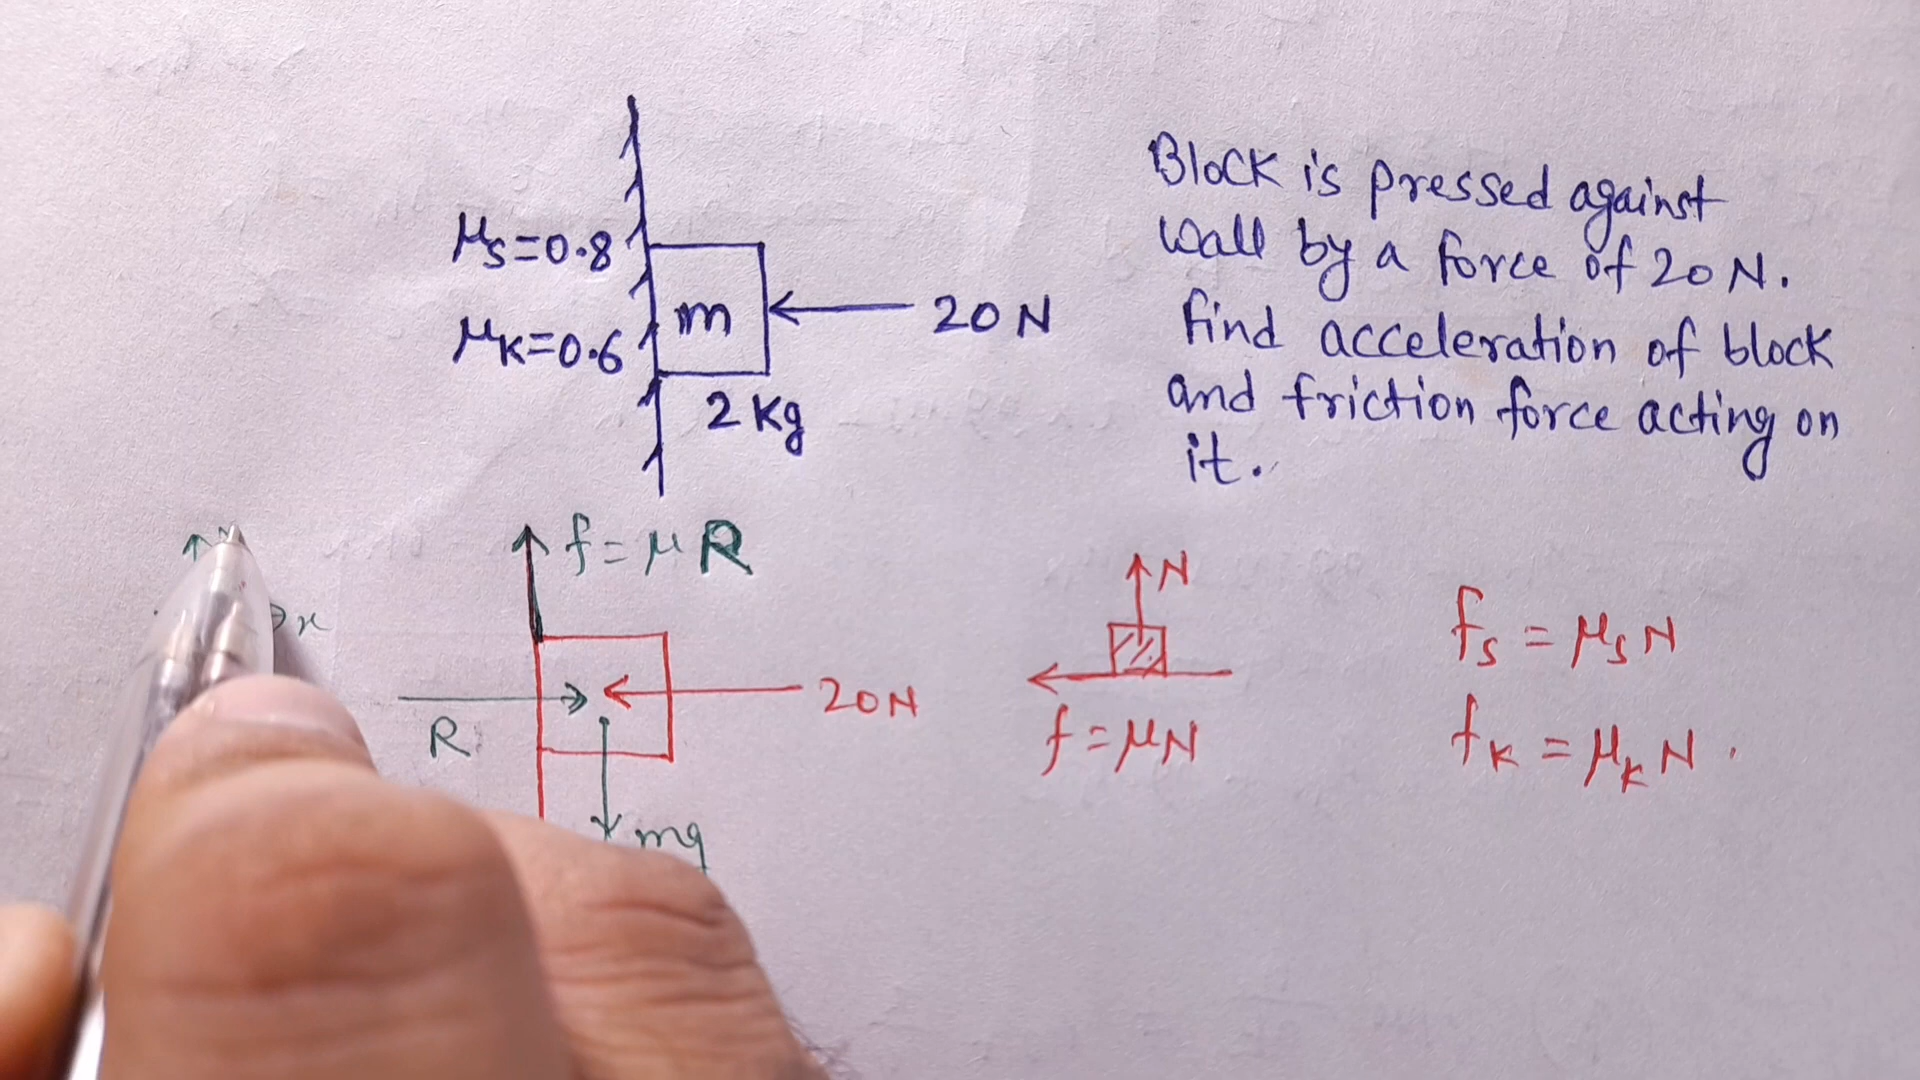 μs=0.8
μK=0.6
m
2 Kg
20 N
Block is pressed against
wall by a force of 20 N.
find acceleration of block
and friction force acting on
it.
x
f = μ R
R
20N
mg
N
f = μN
fs = μs N
fK = μK N .